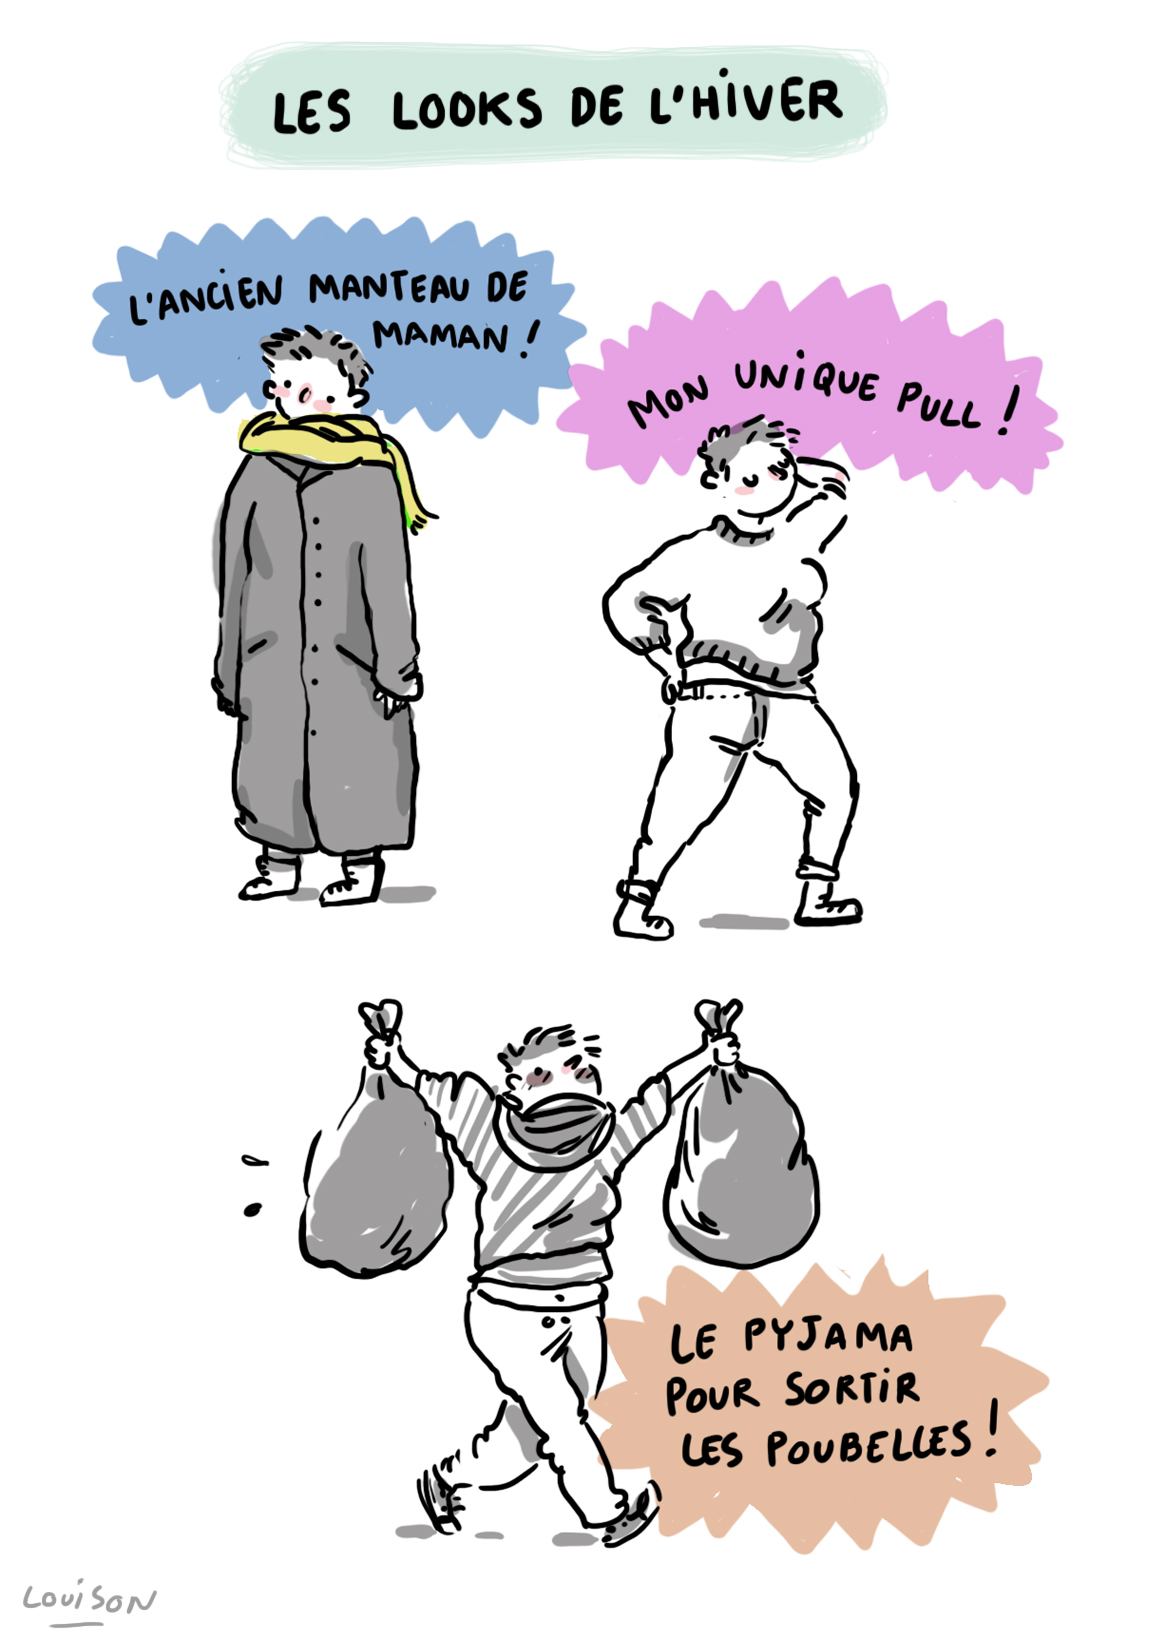 LES LOOKS DE L'HIVER
L'ANCIEN MANTEAU DE
MAMAN !
MON UNIQUE PULL !
LE PYJAMA
POUR SORTIR
LES POUBELLES !
LOUISON